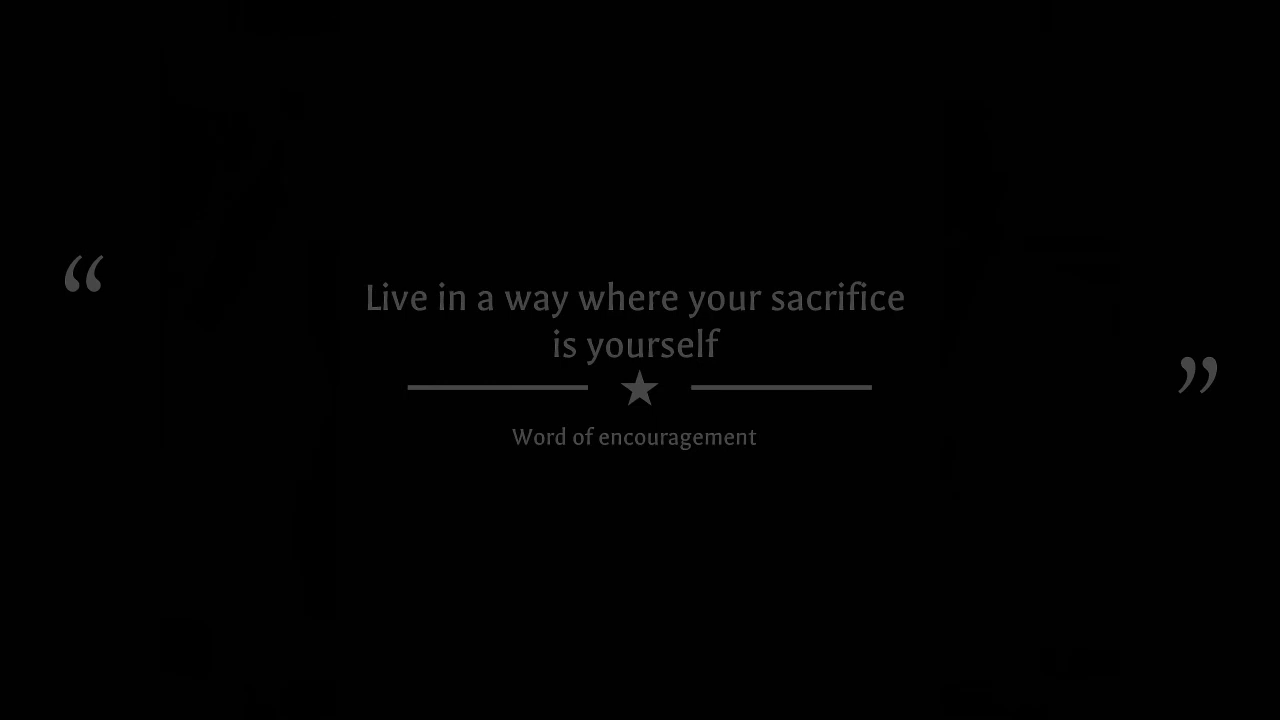 “
Live in a way where your sacrifice
is yourself
”
Word of encouragement